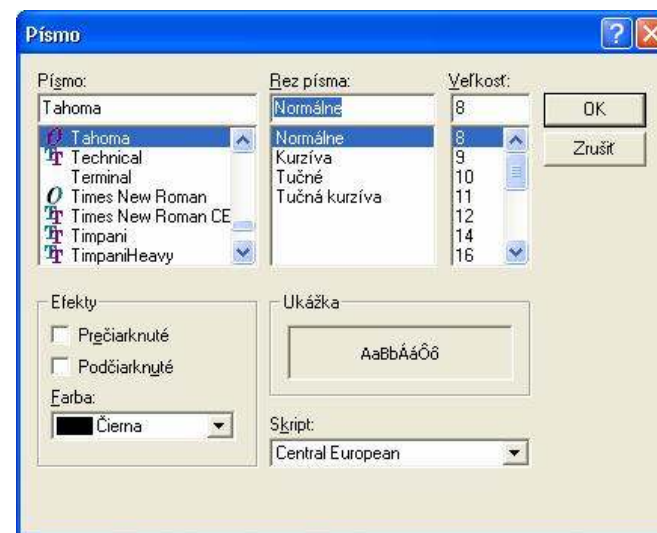 Písmo
Písmo:
Tahoma
Tahoma
Technical
Terminal
Times New Roman
Times New Roman CE
Timpani
TimpaniHeavy
Rez písma:
Normálne
Normálne
Kurzíva
Tučné
Tučná kurzíva
Veľkosť:
8
8
9
10
11
12
14
16
OK
Zrušiť
Efekty
Prečiarknuté
Podčiarknuté
Farba:
Čierna
Ukážka
AaBbÁáÔô
Skript:
Central European